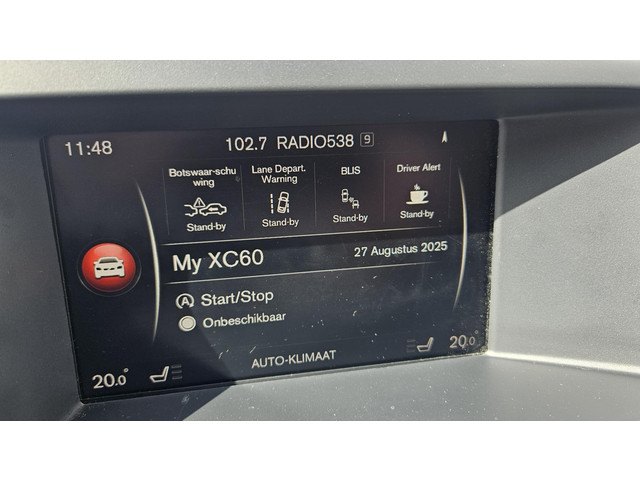 11:48
102.7 RADIO538 9
Botswaar-schu
wing
Stand-by
Lane Depart.
Warning
Stand-by
BLIS
Stand-by
Driver Alert
Stand-by
My XC60
27 Augustus 2025
Start/Stop
Onbeschikbaar
20.0°
AUTO-KLIMAAT
20.0